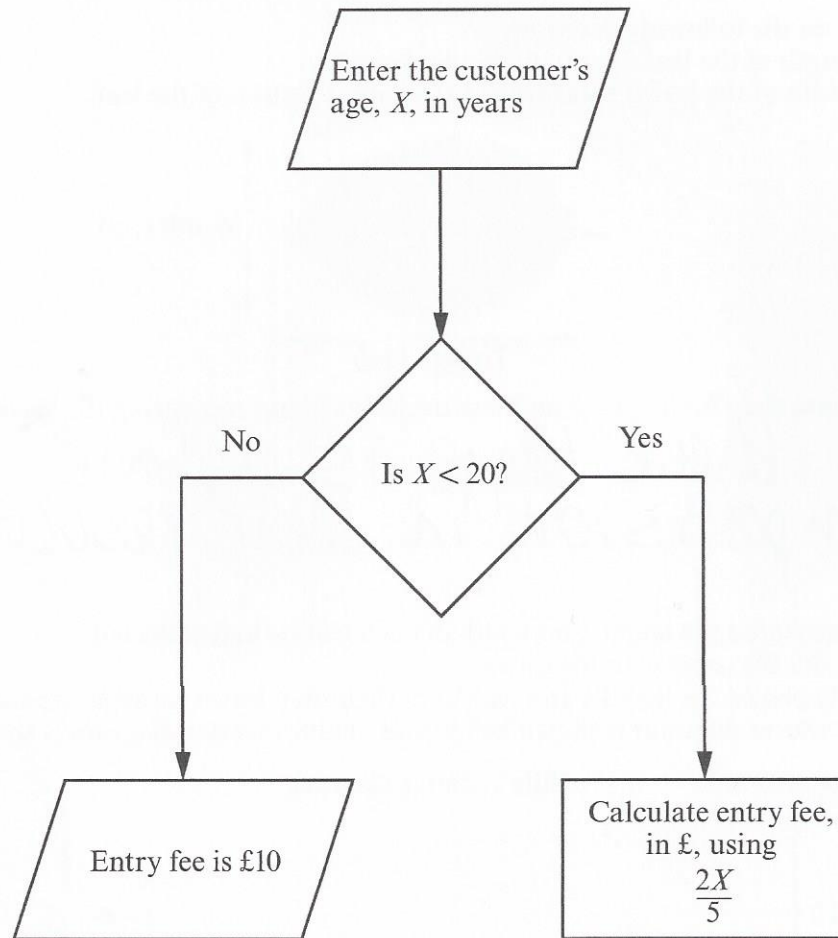 Enter the customer's
age, X, in years
No
Yes
Is X < 20?
Entry fee is £10
Calculate entry fee,
in £, using
2X
5